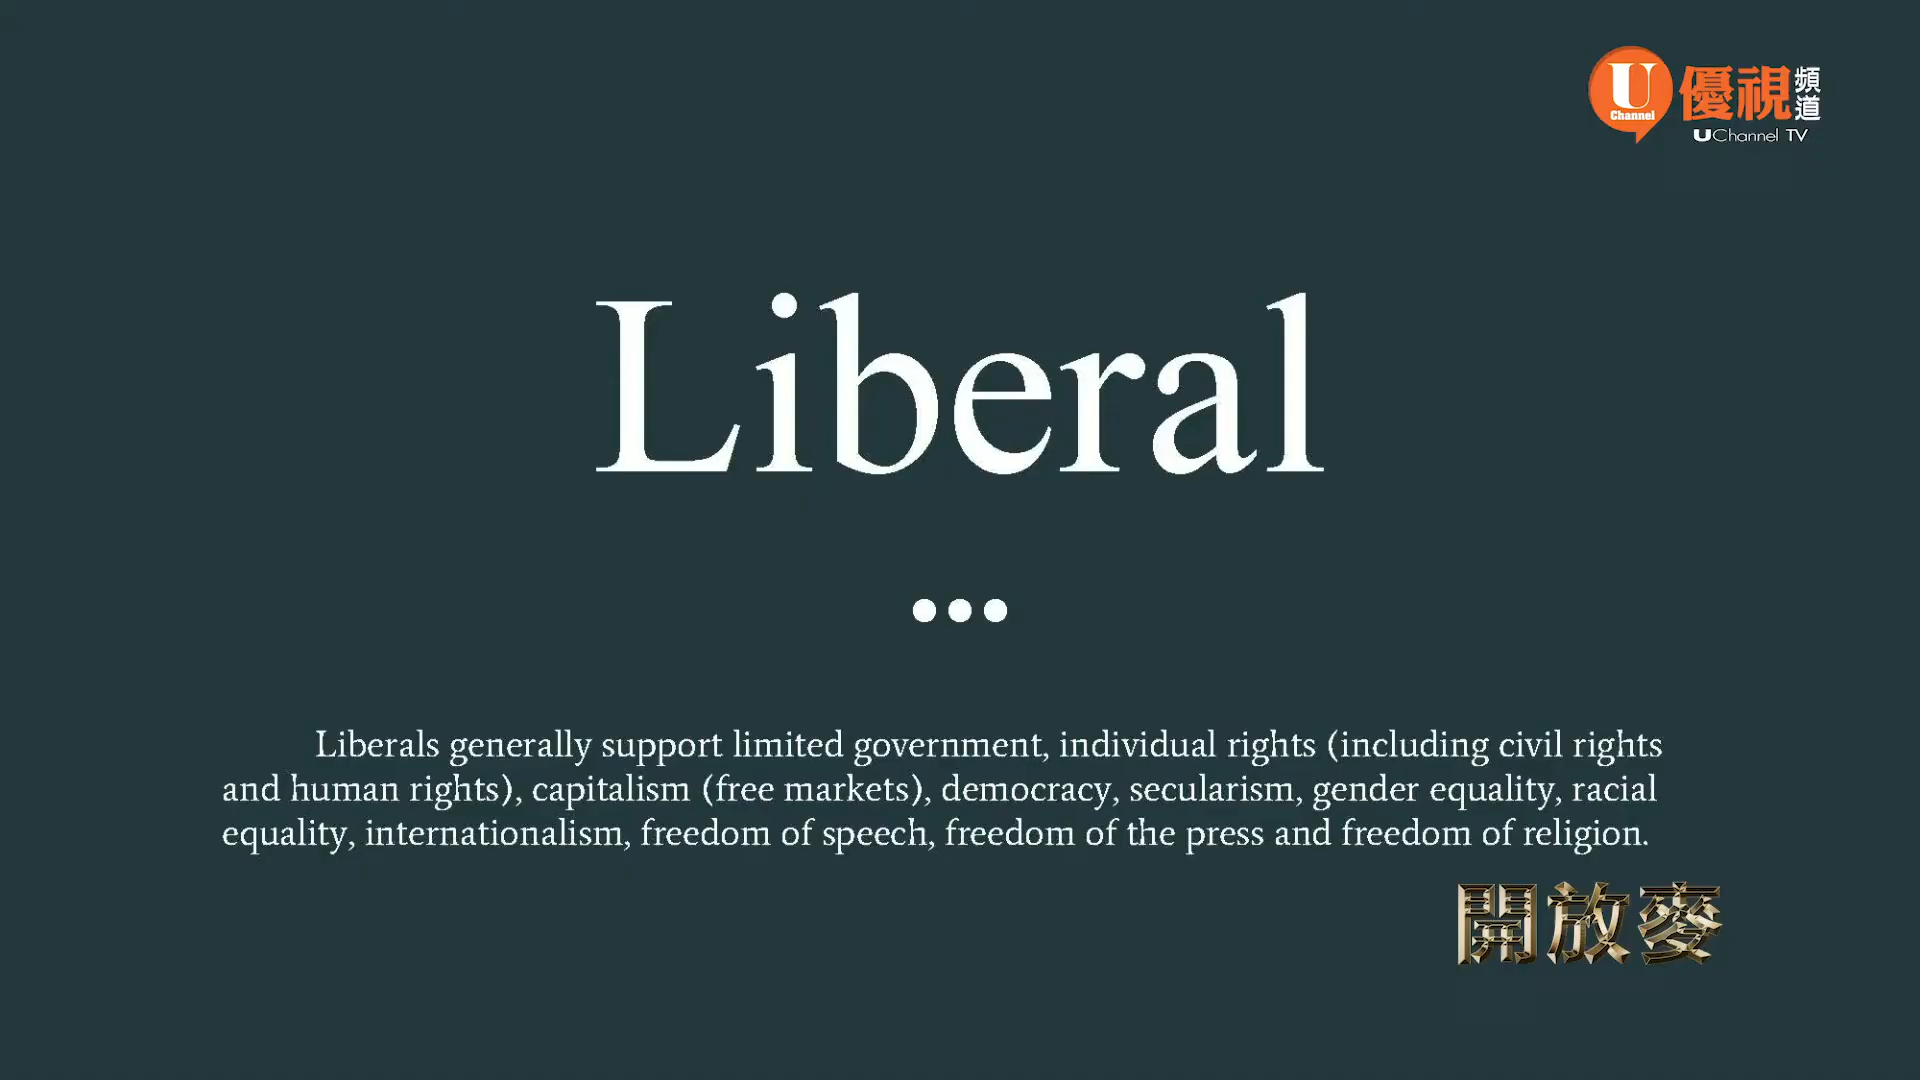 U
Channel
優視頻道
UChannel TV
Liberal
Liberals generally support limited government, individual rights (including civil rights
and human rights), capitalism (free markets), democracy, secularism, gender equality, racial
equality, internationalism, freedom of speech, freedom of the press and freedom of religion.
開放麥